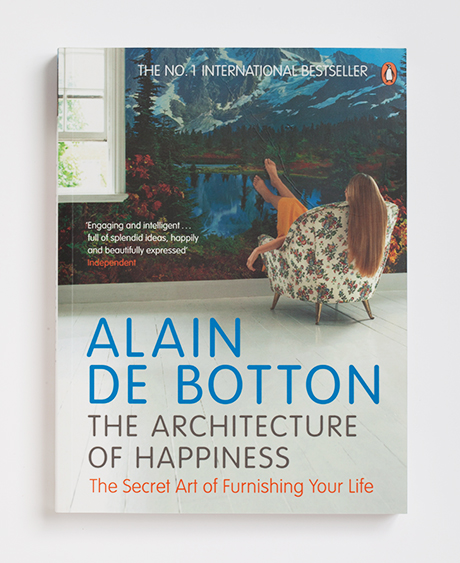 THE NO. 1 INTERNATIONAL BESTSELLER
'Engaging and intelligent . . .
full of splendid ideas, happily
and beautifully expressed'
Independent
ALAIN
DE BOTTON
THE ARCHITECTURE
OF HAPPINESS
The Secret Art of Furnishing Your Life